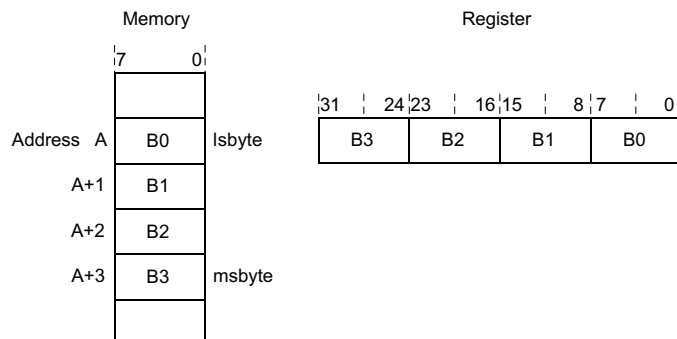 Memory
Register
7 0
31 24 23 16 15 8 7 0
Address A B0 lsbyte B3 B2 B1 B0
A+1 B1
A+2 B2
A+3 B3 msbyte